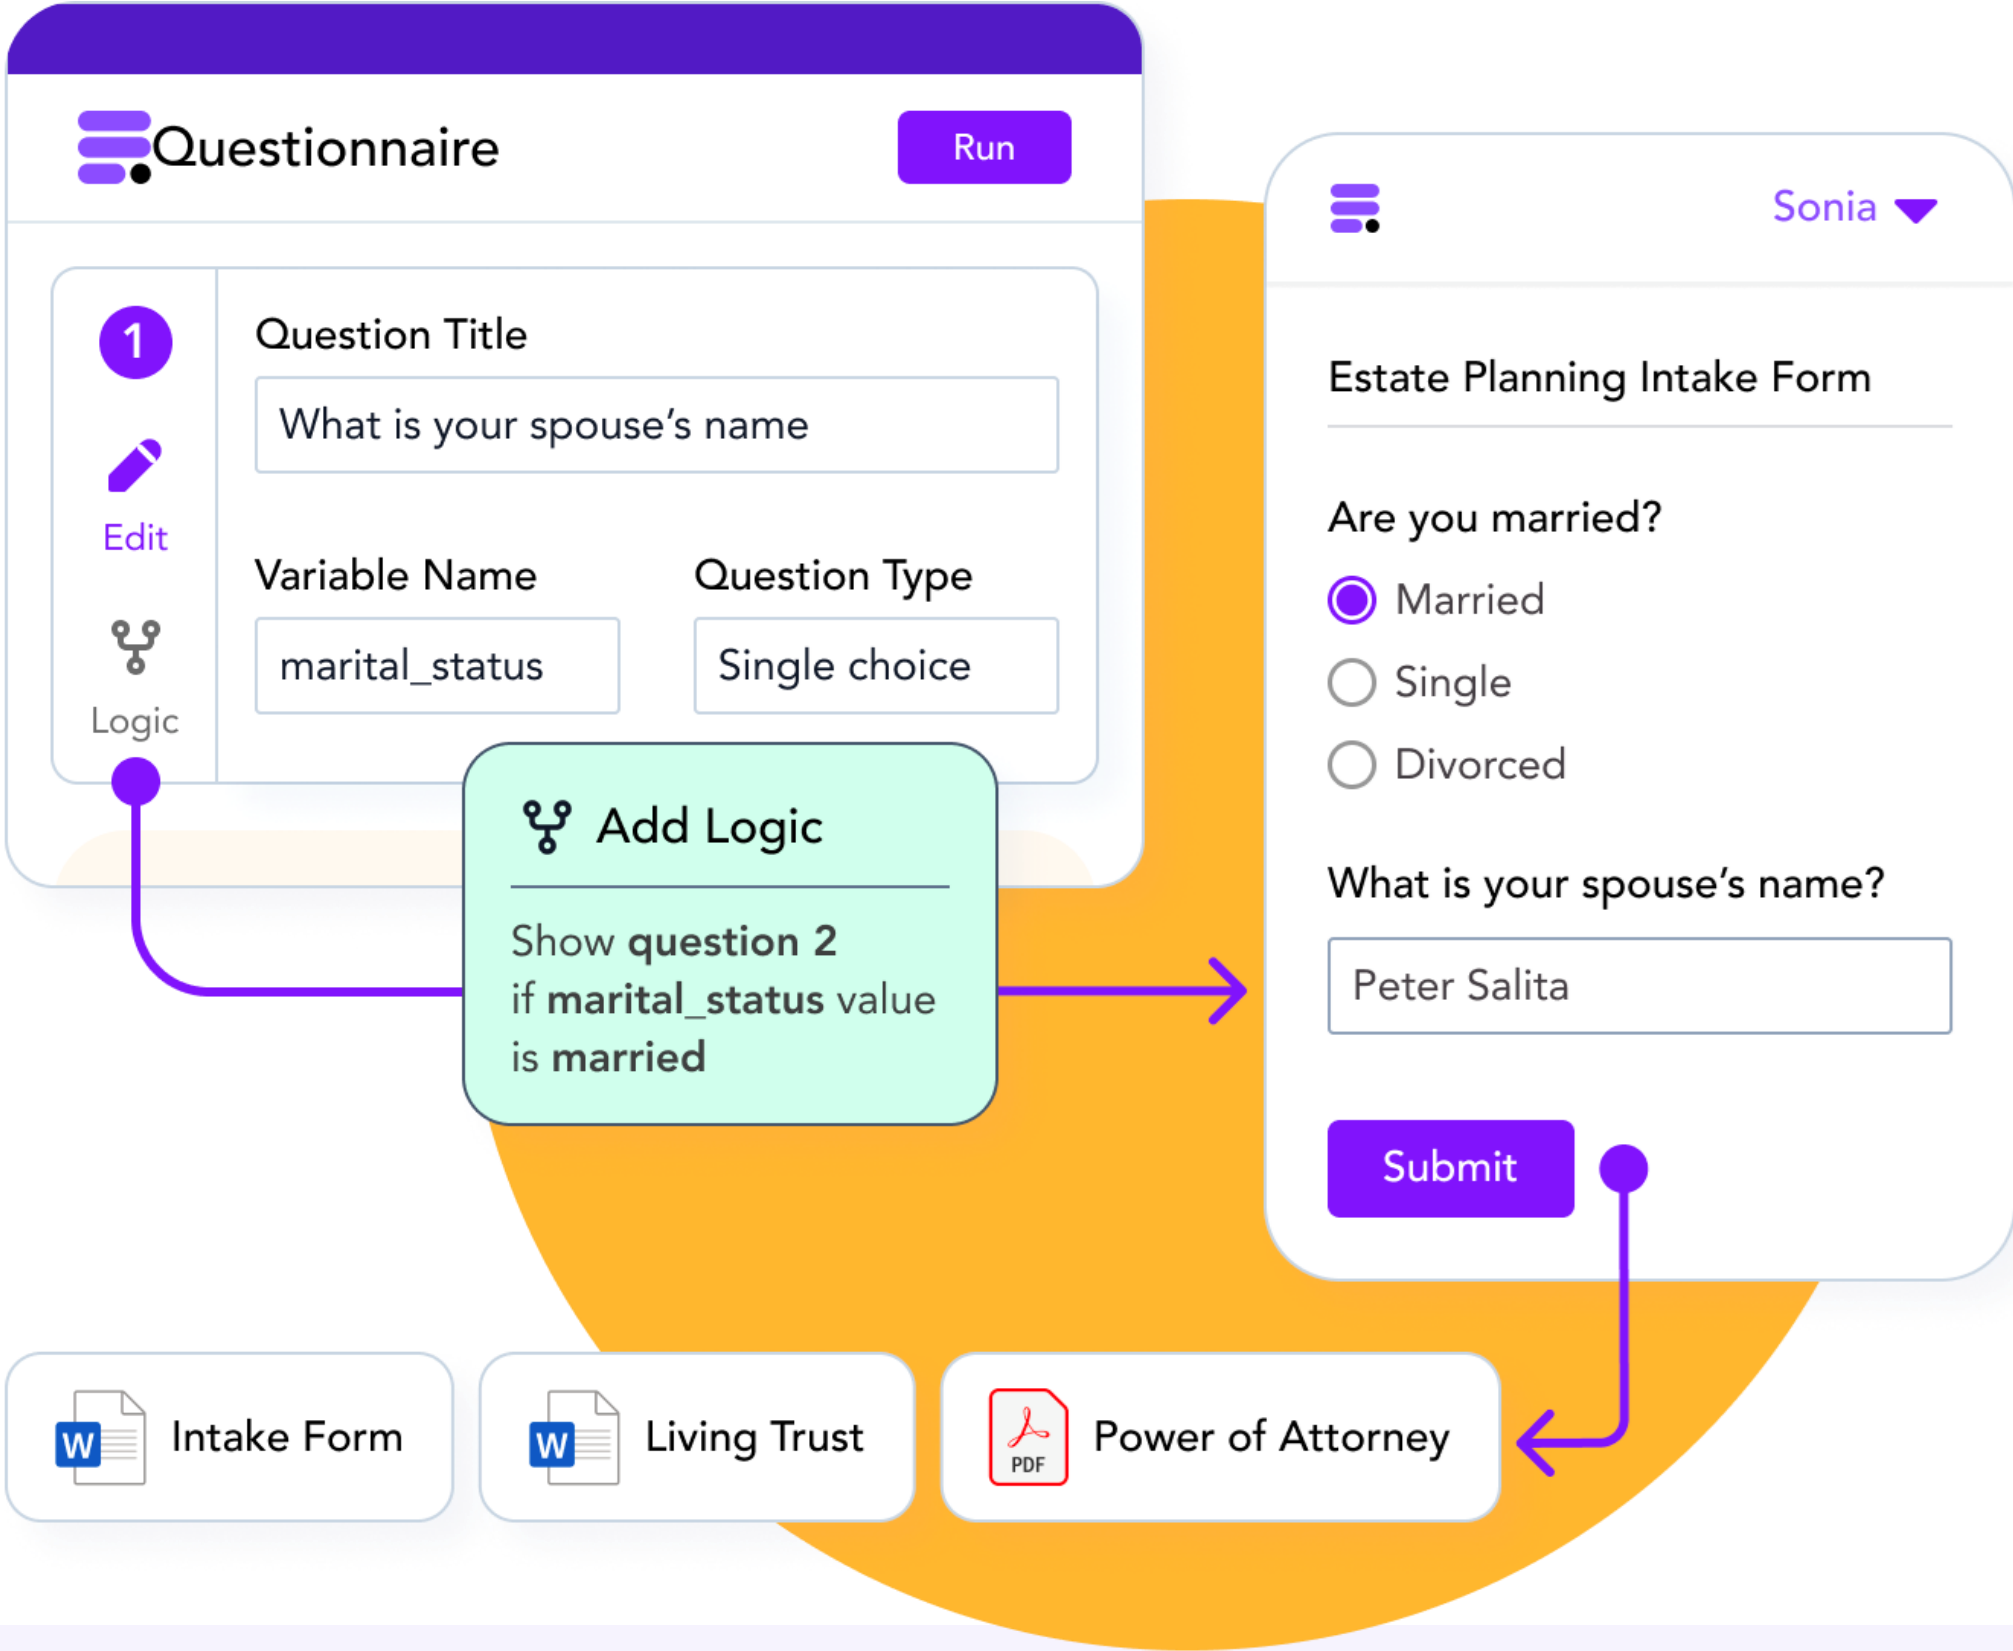 Questionnaire
Run
1
Edit
Logic
Question Title
What is your spouse’s name
Variable Name
Question Type
marital_status
Single choice
Add Logic
Show question 2
if marital_status value
is married
Sonia
Estate Planning Intake Form
Are you married?
Married
Single
Divorced
What is your spouse’s name?
Peter Salita
Submit
W
Intake Form
W
Living Trust
PDF
Power of Attorney